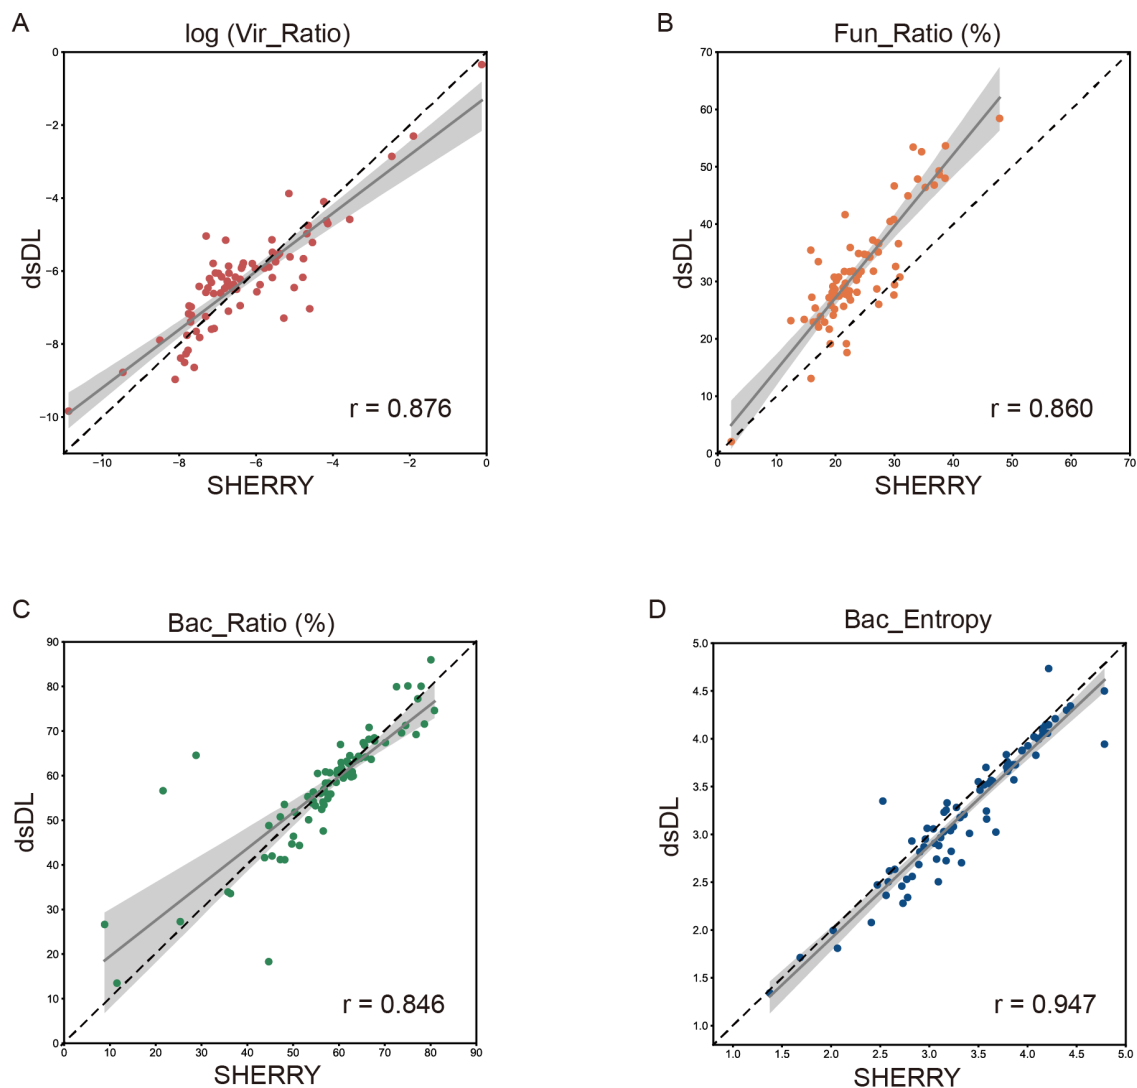 A
log (Vir_Ratio)
0
−2
−4
−6
−8
−10
dsDL
r = 0.876
−10 −8 −6 −4 −2 0
SHERRY
B
Fun_Ratio (%)
70
60
50
40
30
20
10
0
dsDL
r = 0.860
0 10 20 30 40 50 60 70
SHERRY
C
Bac_Ratio (%)
90
80
70
60
50
40
30
20
10
0
dsDL
r = 0.846
0 10 20 30 40 50 60 70 80 90
SHERRY
D
Bac_Entropy
5.0
4.5
4.0
3.5
3.0
2.5
2.0
1.5
1.0
dsDL
r = 0.947
1.0 1.5 2.0 2.5 3.0 3.5 4.0 4.5 5.0
SHERRY